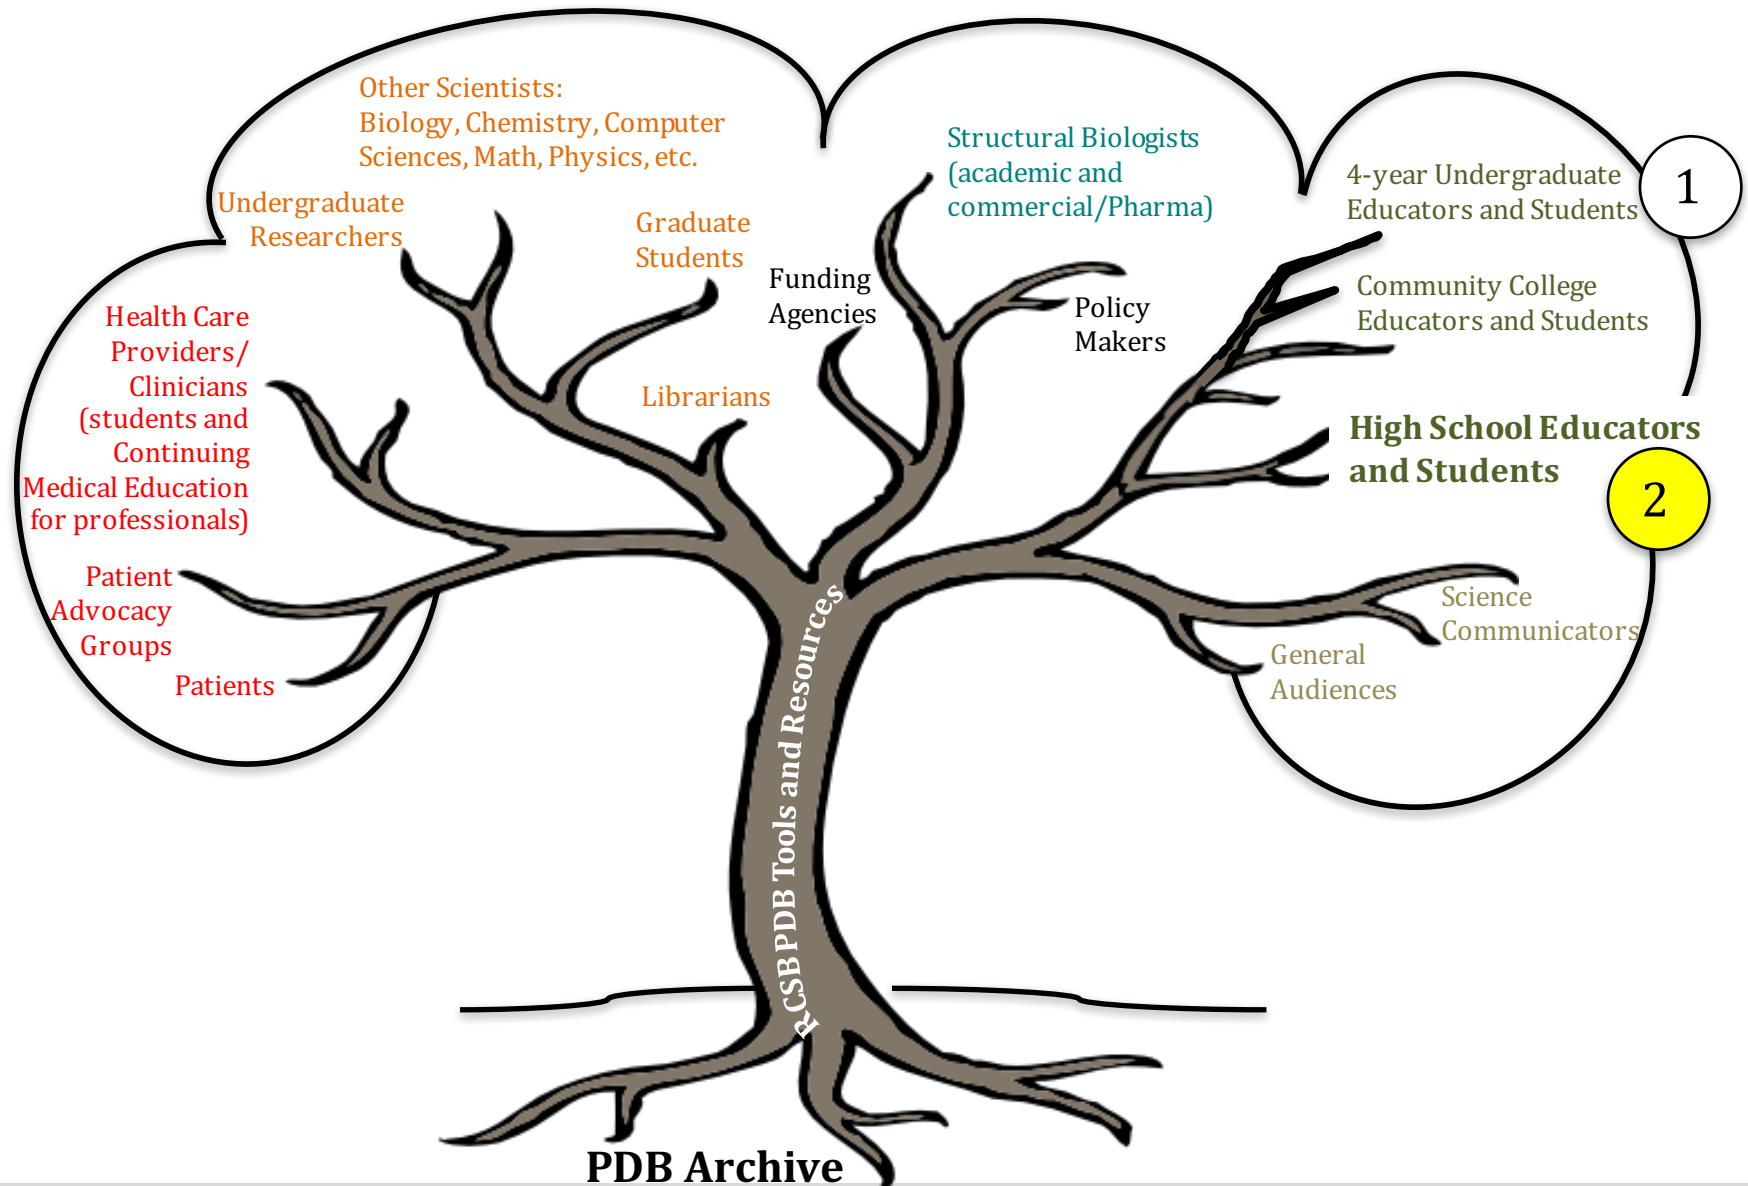 Other Scientists:
Biology, Chemistry, Computer
Sciences, Math, Physics, etc.
Undergraduate
Researchers
Graduate
Students
Funding
Agencies
Librarians
Structural Biologists
(academic and
commercial/Pharma)
Policy
Makers
4-year Undergraduate
Educators and Students
1
Community College
Educators and Students
High School Educators
and Students
2
Health Care
Providers/
Clinicians
(students and
Continuing
Medical Education
for professionals)
Patient
Advocacy
Groups
Patients
Science
Communicators
General
Audiences
RCSB PDB Tools and Resources
PDB Archive